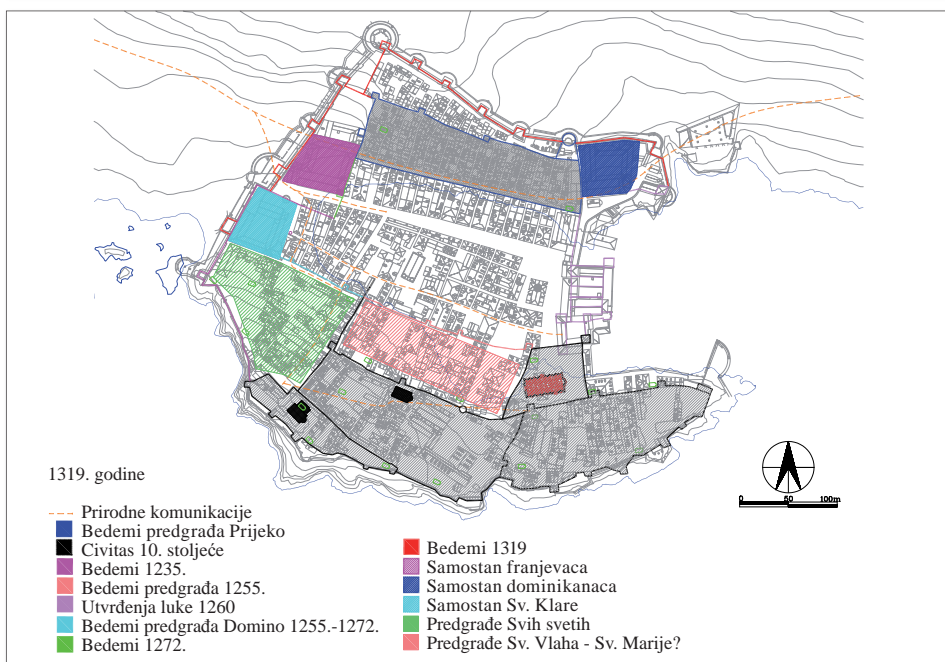 1319. godine
Prirodne komunikacije
Bedemi predgrađa Prijeko
Civitas 10. stoljeće
Bedemi 1235.
Bedemi predgrađa 1255.
Utvrđenja luke 1260
Bedemi predgrađa Domino 1255.-1272.
Bedemi 1272.
Bedemi 1319
Samostan franjevaca
Samostan dominikanaca
Samostan Sv. Klare
Predgrađe Svih svetih
Predgrađe Sv. Vlaha - Sv. Marije?
0 50 100m